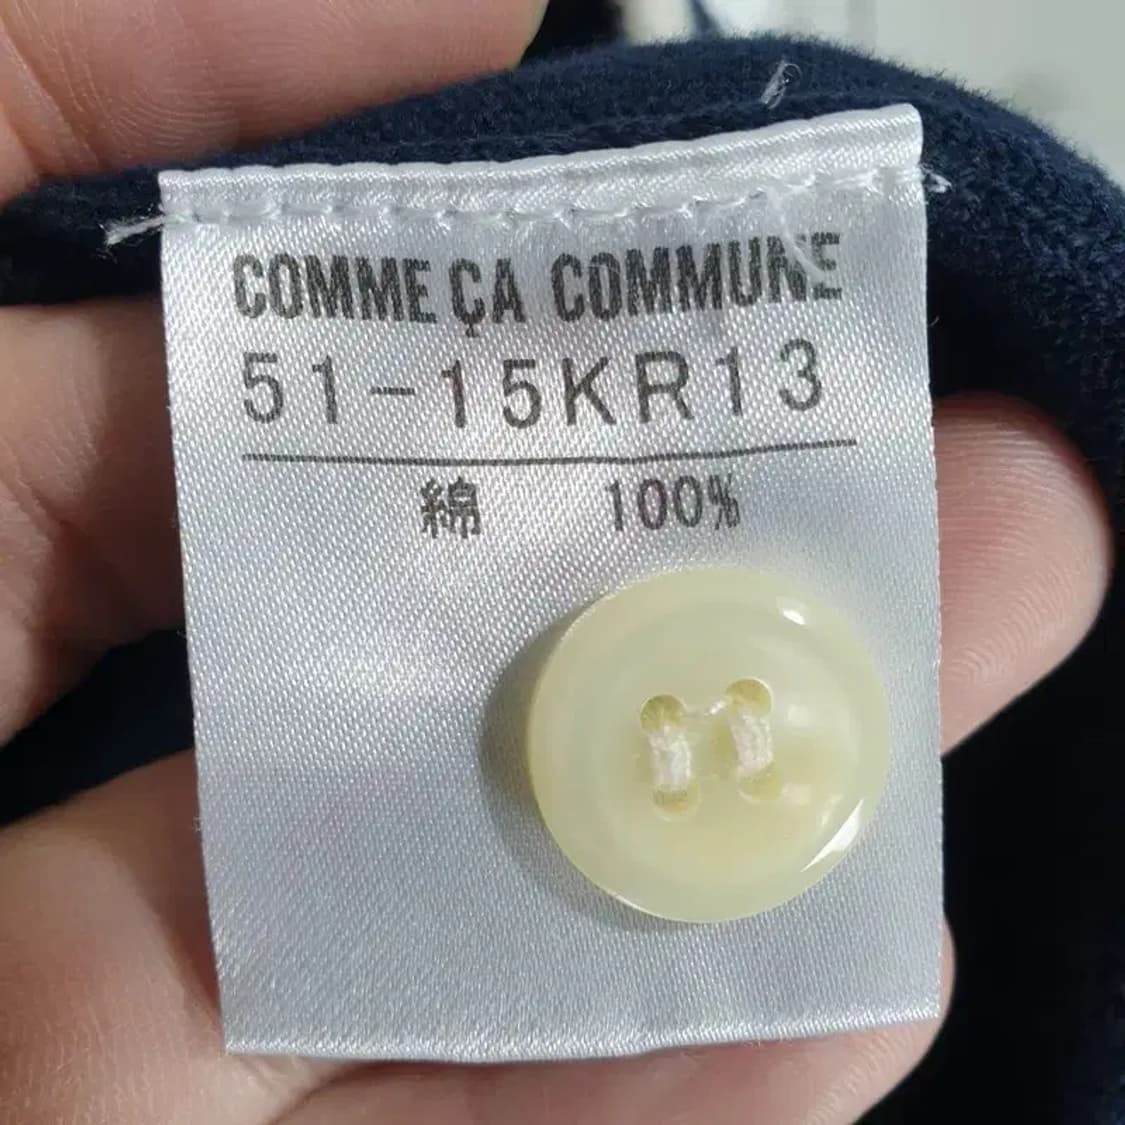 COMME ÇA COMMUNE
51-15KR13
綿 100%